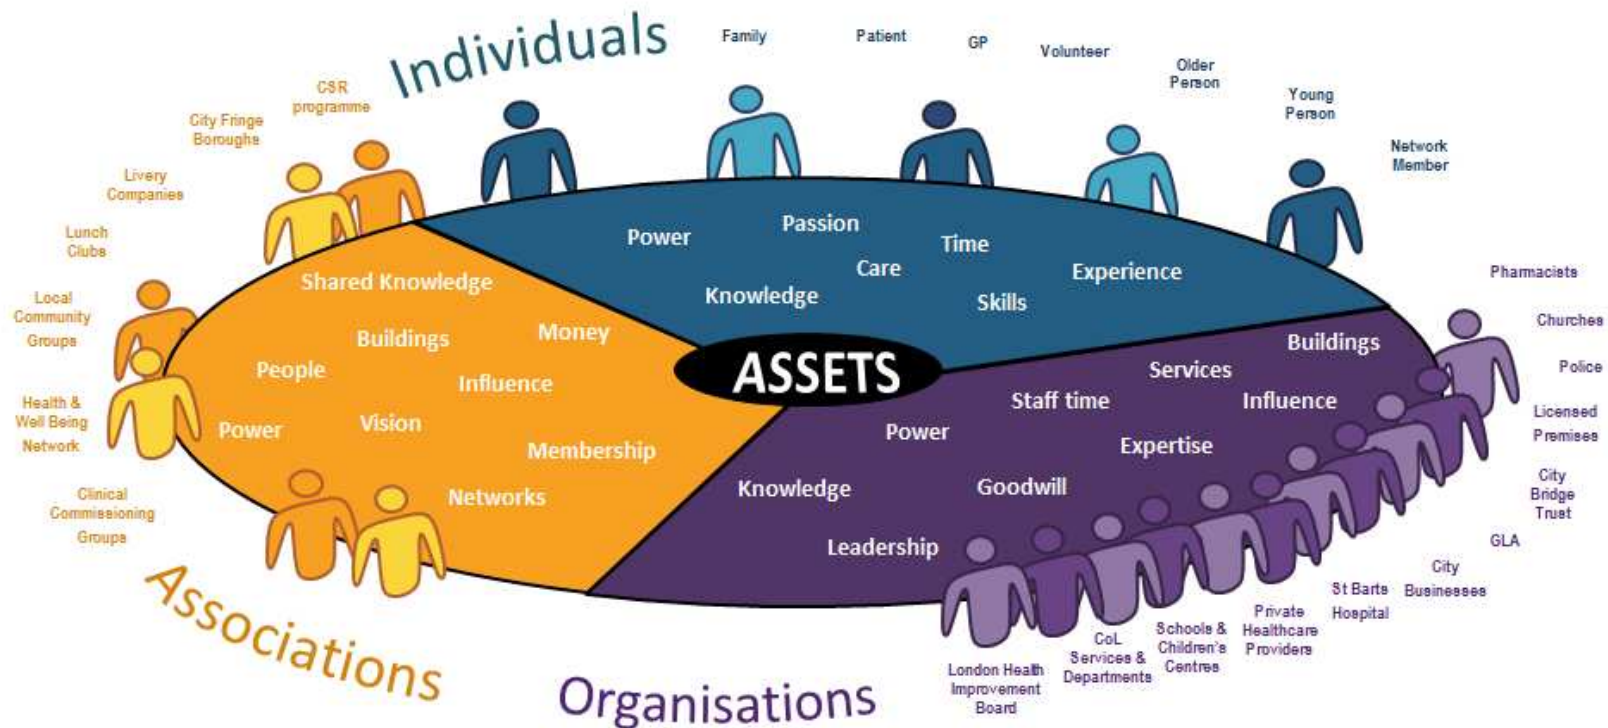 Individuals
Family
Patient
GP
Volunteer
Older
Person
Young
Person
Network
Member
CSR
programme
City Fringe
Boroughs
Livery
Companies
Lunch
Clubs
Local
Community
Groups
Health &
Well Being
Network
Clinical
Commissioning
Groups
Associations
Power
Passion
Time
Care
Experience
Knowledge
Skills
Shared Knowledge
Buildings
Money
People
Influence
Power
Vision
Membership
Networks
ASSETS
Buildings
Services
Staff time
Influence
Power
Expertise
Knowledge
Goodwill
Leadership
Pharmacists
Churches
Police
Licensed
Premises
City
Bridge
Trust
GLA
City
Businesses
St Barts
Hospital
Private
Healthcare
Providers
Schools &
Children's
Centres
CoL
Services &
Departments
London Health
Improvement
Board
Organisations